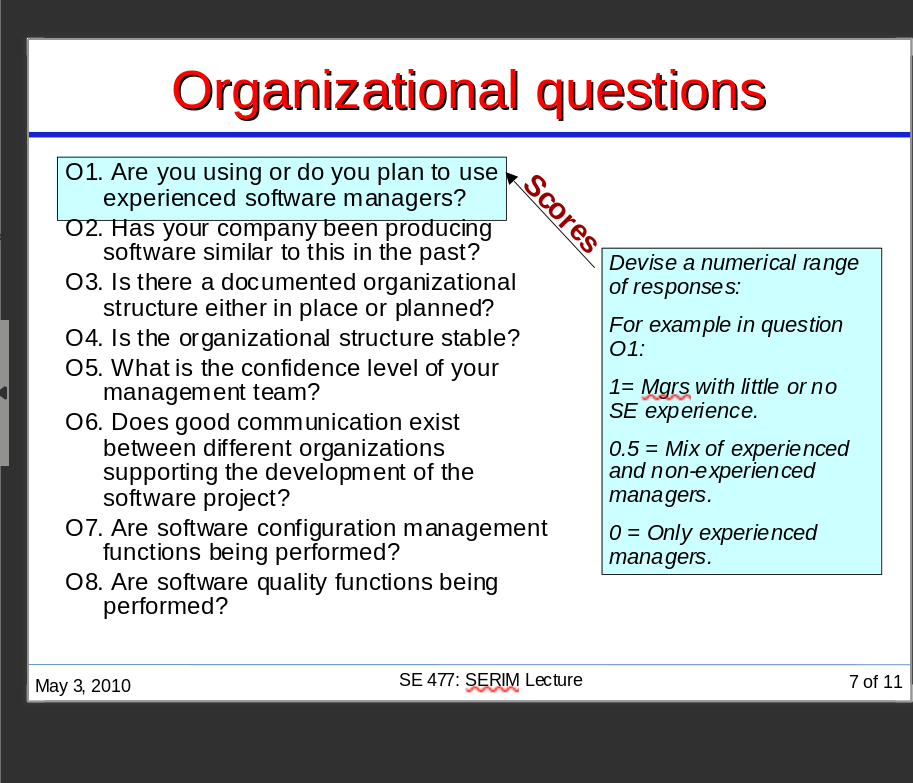 Organizational questions
O1. Are you using or do you plan to use
experienced software managers?
O2. Has your company been producing
software similar to this in the past?
O3. Is there a documented organizational
structure either in place or planned?
O4. Is the organizational structure stable?
O5. What is the confidence level of your
management team?
O6. Does good communication exist
between different organizations
supporting the development of the
software project?
O7. Are software configuration management
functions being performed?
O8. Are software quality functions being
performed?
Scores
Devise a numerical range
of responses:
For example in question
O1:
1= Mgrs with little or no
SE experience.
0.5 = Mix of experienced
and non-experienced
managers.
0 = Only experienced
managers.
May 3, 2010
SE 477: SERIM Lecture
7 of 11